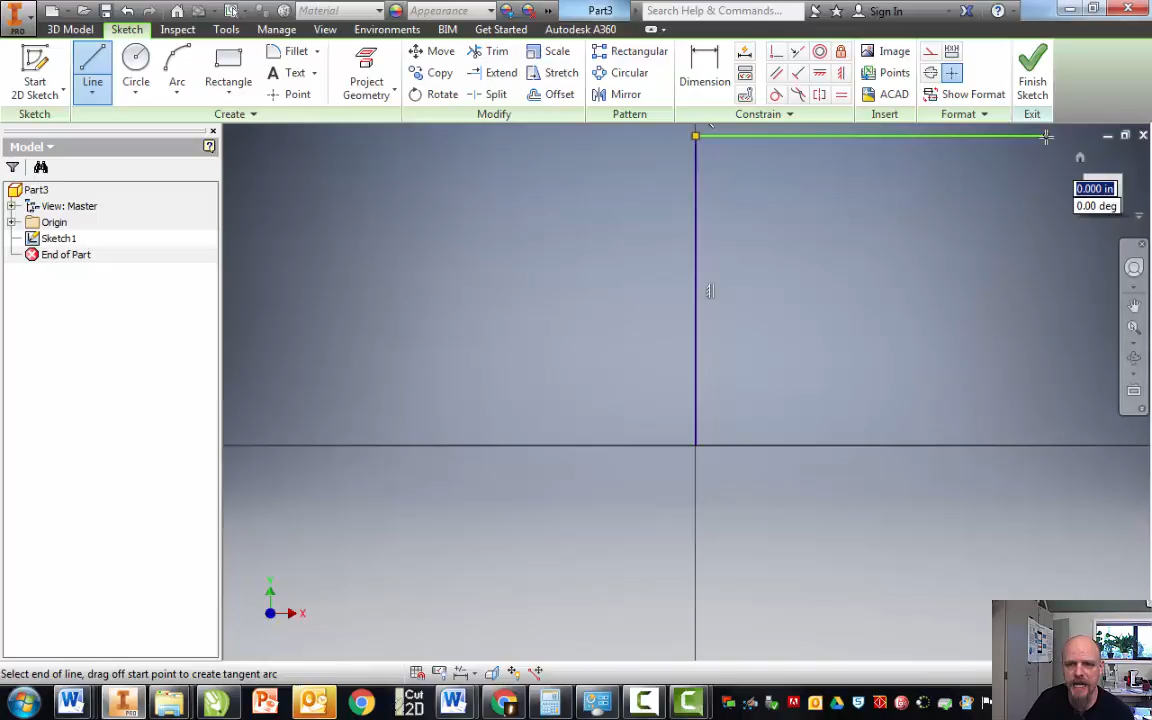 Material
Appearance
Part3
Search Help & Commands...
Sign In
PRO
3D Model
Sketch
Inspect
Tools
Manage
View
Environments
BIM
Get Started
Autodesk A360
Start
2D Sketch
Line
Circle
Arc
Rectangle
Fillet
Text
Point
Project
Geometry
Move
Copy
Rotate
Trim
Extend
Split
Scale
Stretch
Offset
Rectangular
Circular
Mirror
Dimension
Image
Points
ACAD
Show Format
Finish
Sketch
Sketch
Create
Modify
Pattern
Constrain
Insert
Format
Exit
Model
Part3
View: Master
Origin
Sketch1
End of Part
0.000 in
0.00 deg
Y
X
Select end of line, drag off start point to create tangent arc
PRO
Cut
2D